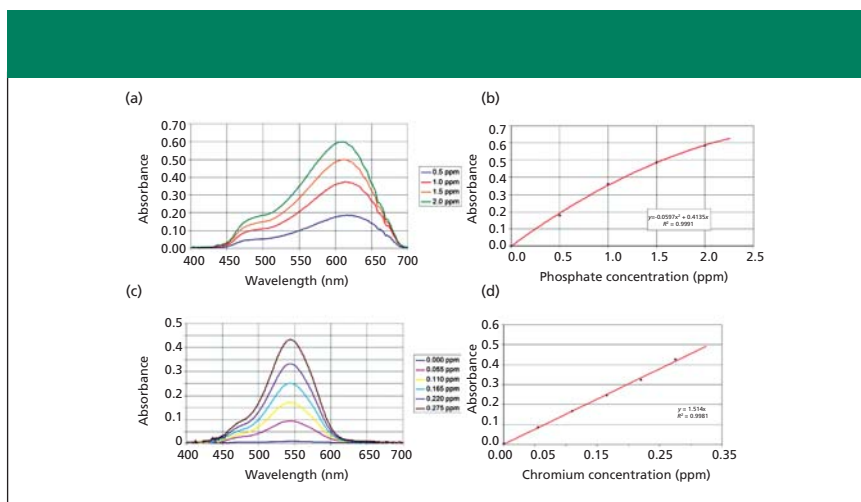 (a)
Absorbance
0.70
0.60
0.50
0.40
0.30
0.20
0.10
0.00
400 450 500 550 600 650 700
Wavelength (nm)
0.5 ppm
1.0 ppm
1.5 ppm
2.0 ppm
(b)
Absorbance
0.7
0.6
0.5
0.4
0.3
0.2
0.1
0.0
0.0 0.5 1.0 1.5 2.0 2.5
Phosphate concentration (ppm)
y=-0.0597x² + 0.4135x
R² = 0.9991
(c)
Absorbance
0.5
0.4
0.3
0.2
0.1
0
400 450 500 550 600 650 700
Wavelength (nm)
0.000 ppm
0.055 ppm
0.110 ppm
0.165 ppm
0.220 ppm
0.275 ppm
(d)
Absorbance
0.6
0.5
0.4
0.3
0.2
0.1
0.00
0.00 0.05 0.15 0.25 0.35
Chromium concentration (ppm)
y = 1.514x
R² = 0.9981